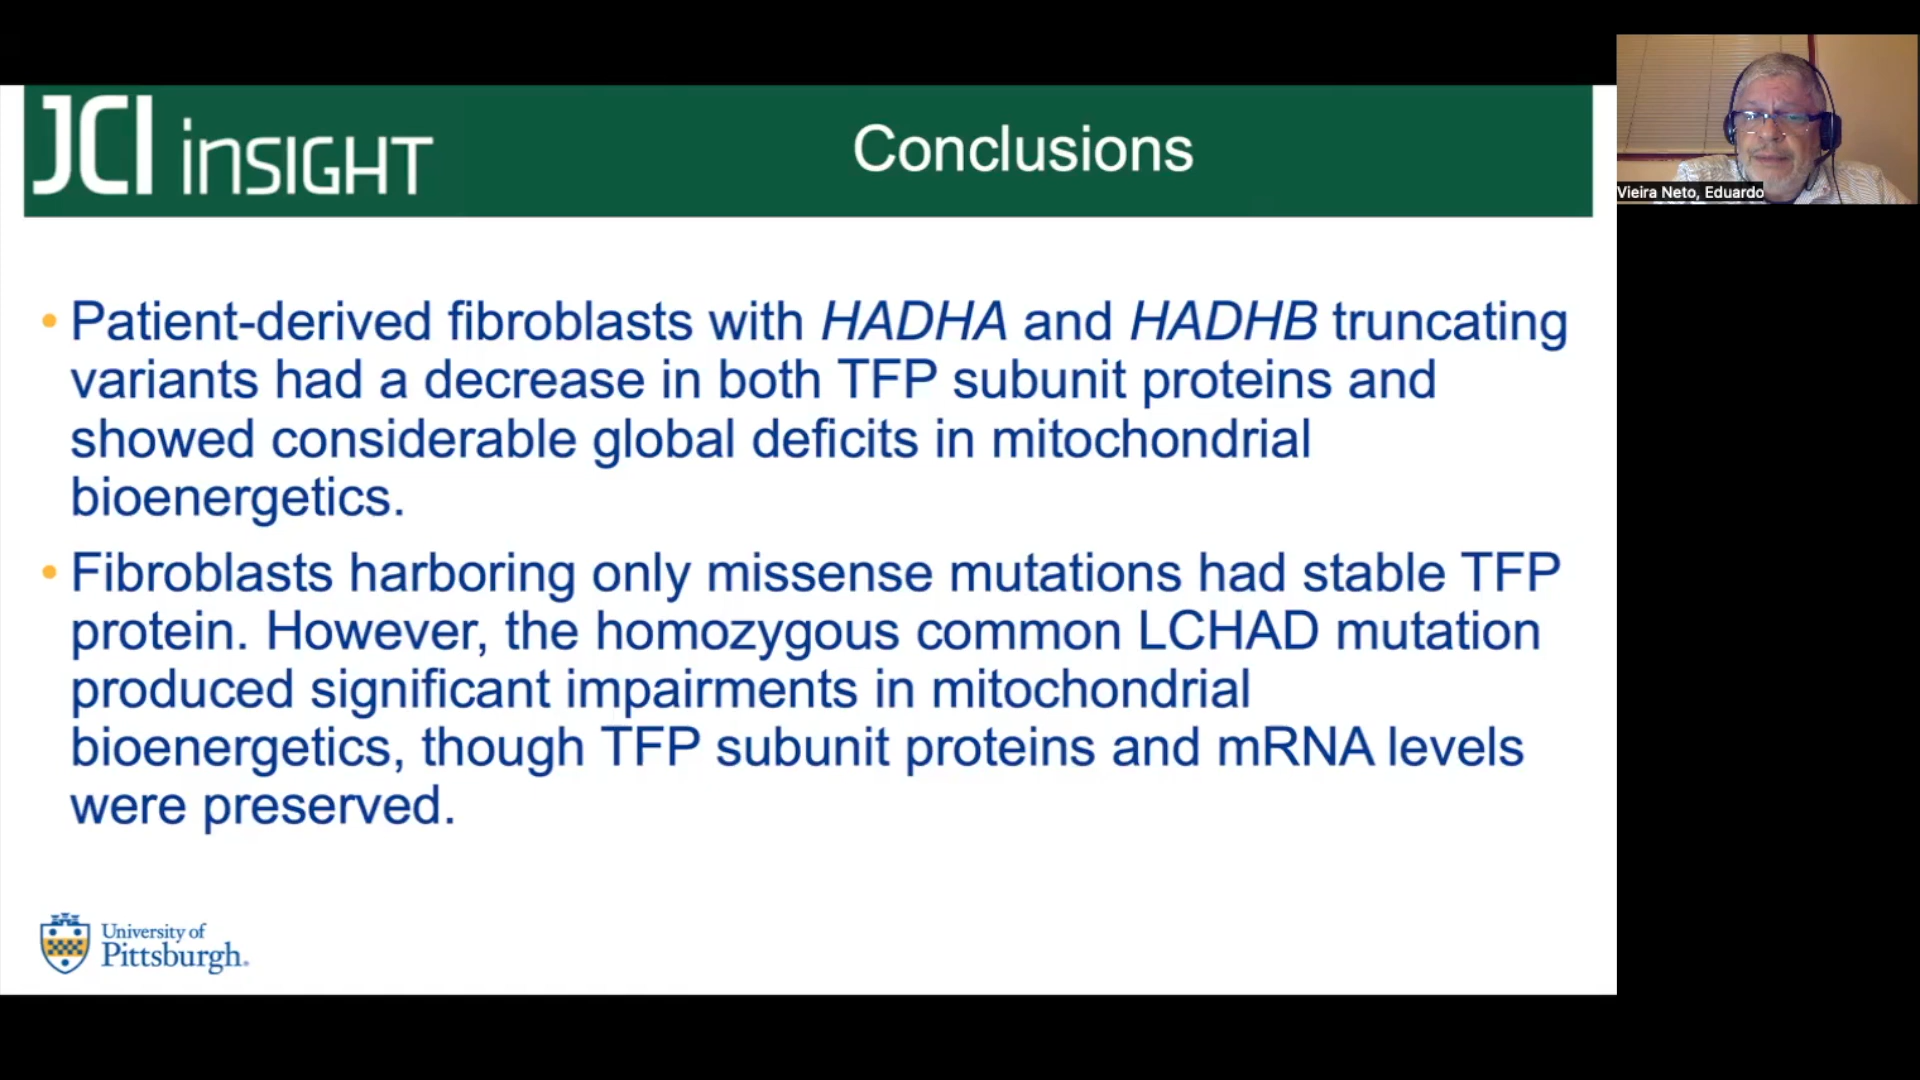 JCI inSIGHT
Conclusions
Vieira Neto, Eduardo
• Patient-derived fibroblasts with HADHA and HADHB truncating
variants had a decrease in both TFP subunit proteins and
showed considerable global deficits in mitochondrial
bioenergetics.
• Fibroblasts harboring only missense mutations had stable TFP
protein. However, the homozygous common LCHAD mutation
produced significant impairments in mitochondrial
bioenergetics, though TFP subunit proteins and mRNA levels
were preserved.
University of
Pittsburgh.